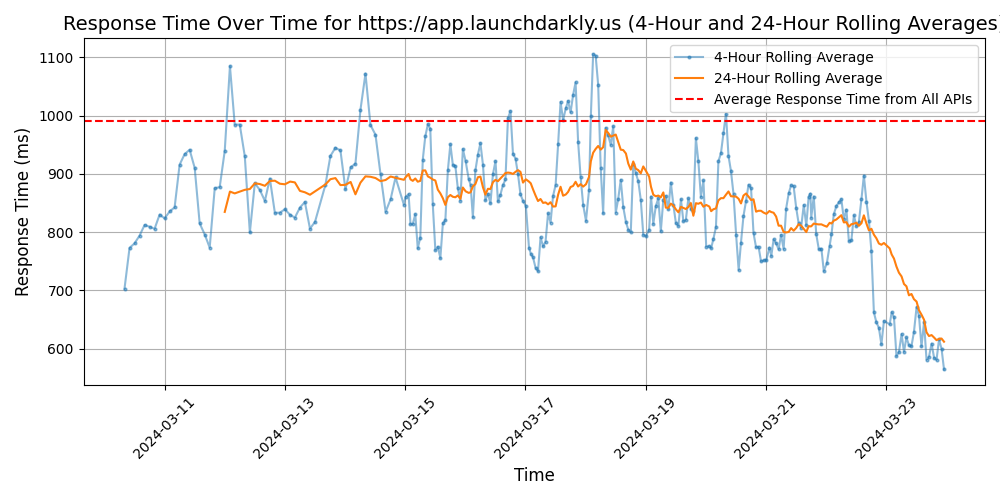 Response Time Over Time for https://app.launchdarkly.us (4-Hour and 24-Hour Rolling Averages)
4-Hour Rolling Average
24-Hour Rolling Average
Average Response Time from All APIs
Response Time (ms)
1100
1000
900
800
700
600
2024-03-11
2024-03-13
2024-03-15
2024-03-17
2024-03-19
2024-03-21
2024-03-23
Time